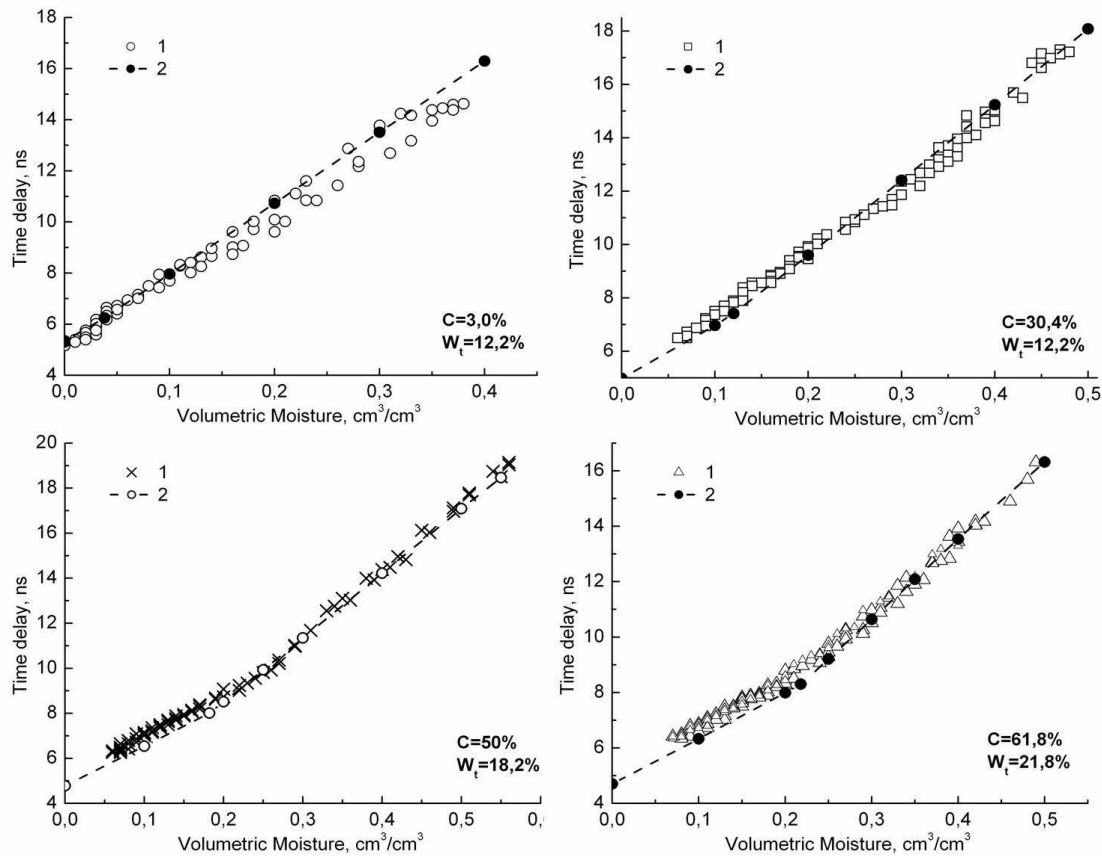 18
16
14
12
10
8
6
4
Time delay, ns
1
2
C=3,0%
Wt=12,2%
0,0 0,1 0,2 0,3 0,4
Volumetric Moisture, cm³/cm³
18
16
14
12
10
8
6
Time delay, ns
1
2
C=30,4%
Wt=12,2%
0,0 0,1 0,2 0,3 0,4 0,5
Volumetric Moisture, cm³/cm³
20
18
16
14
12
10
8
6
4
Time delay, ns
1
2
C=50%
Wt=18,2%
0,0 0,1 0,2 0,3 0,4 0,5
Volumetric Moisture, cm³/cm³
16
14
12
10
8
6
4
Time delay, ns
1
2
C=61,8%
Wt=21,8%
0,0 0,1 0,2 0,3 0,4 0,5
Volumetric Moisture, cm³/cm³